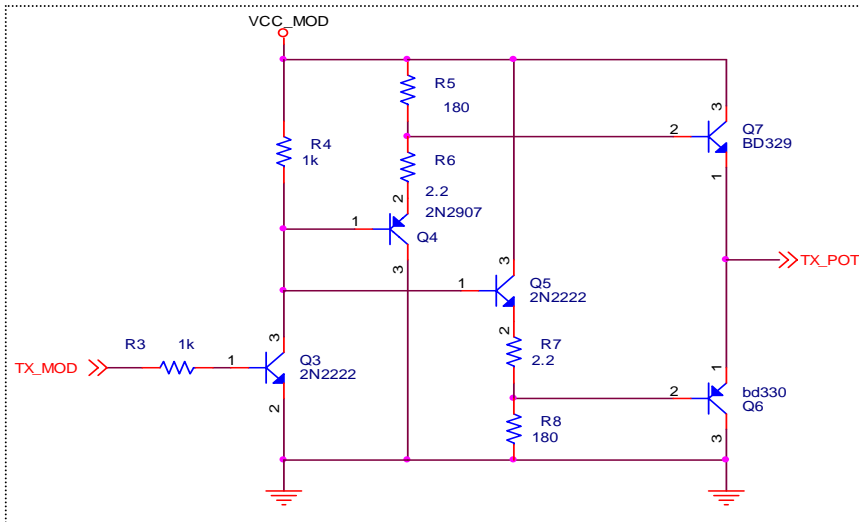 VCC_MOD
R5
180
3
2
Q7
BD329
1
R4
1k
R6
2.2
2
2N2907
1
Q4
3
TX_POT
3
1
Q5
2N2222
2
R7
2.2
R3
1k
3
TX_MOD
1
Q3
2N2222
2
1
2
bd330
Q6
3
R8
180